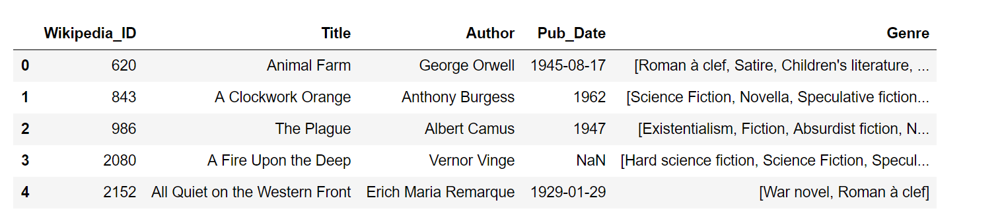 Wikipedia_ID Title Author Pub_Date Genre
0 620 Animal Farm George Orwell 1945-08-17 [Roman à clef, Satire, Children's literature, ...
1 843 A Clockwork Orange Anthony Burgess 1962 [Science Fiction, Novella, Speculative fiction...
2 986 The Plague Albert Camus 1947 [Existentialism, Fiction, Absurdist fiction, N...
3 2080 A Fire Upon the Deep Vernor Vinge NaN [Hard science fiction, Science Fiction, Specul...
4 2152 All Quiet on the Western Front Erich Maria Remarque 1929-01-29 [War novel, Roman à clef]